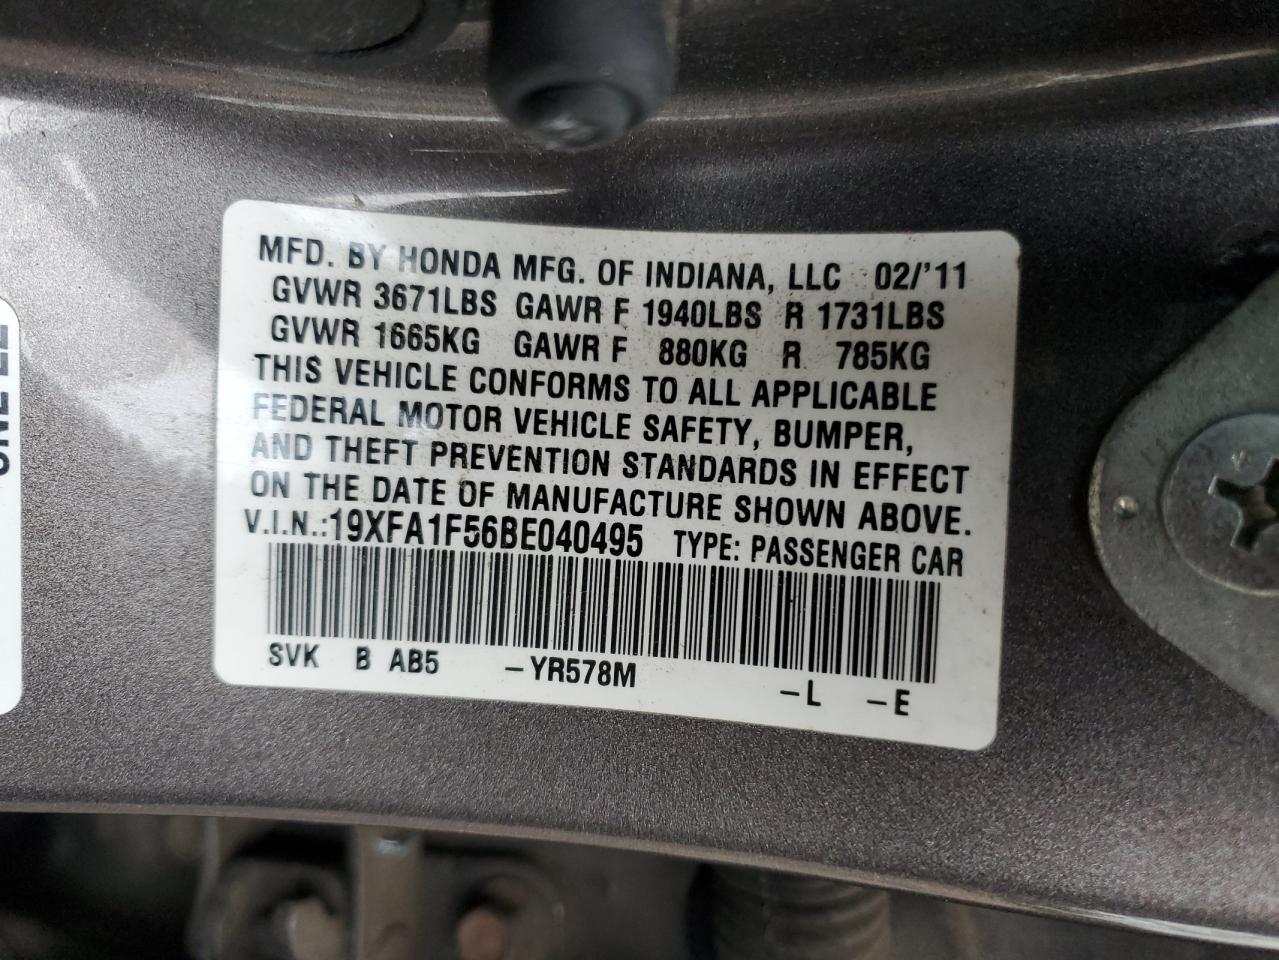 MFD. BY HONDA MFG. OF INDIANA, LLC 02/'11
GVWR 3671LBS GAWR F 1940LBS R 1731LBS
GVWR 1665KG GAWR F 880KG R 785KG
THIS VEHICLE CONFORMS TO ALL APPLICABLE
FEDERAL MOTOR VEHICLE SAFETY, BUMPER,
AND THEFT PREVENTION STANDARDS IN EFFECT
ON THE DATE OF MANUFACTURE SHOWN ABOVE.
V.I.N.:19XFA1F56BE040495 TYPE: PASSENGER CAR
SVK B AB5 -YR578M -L -E